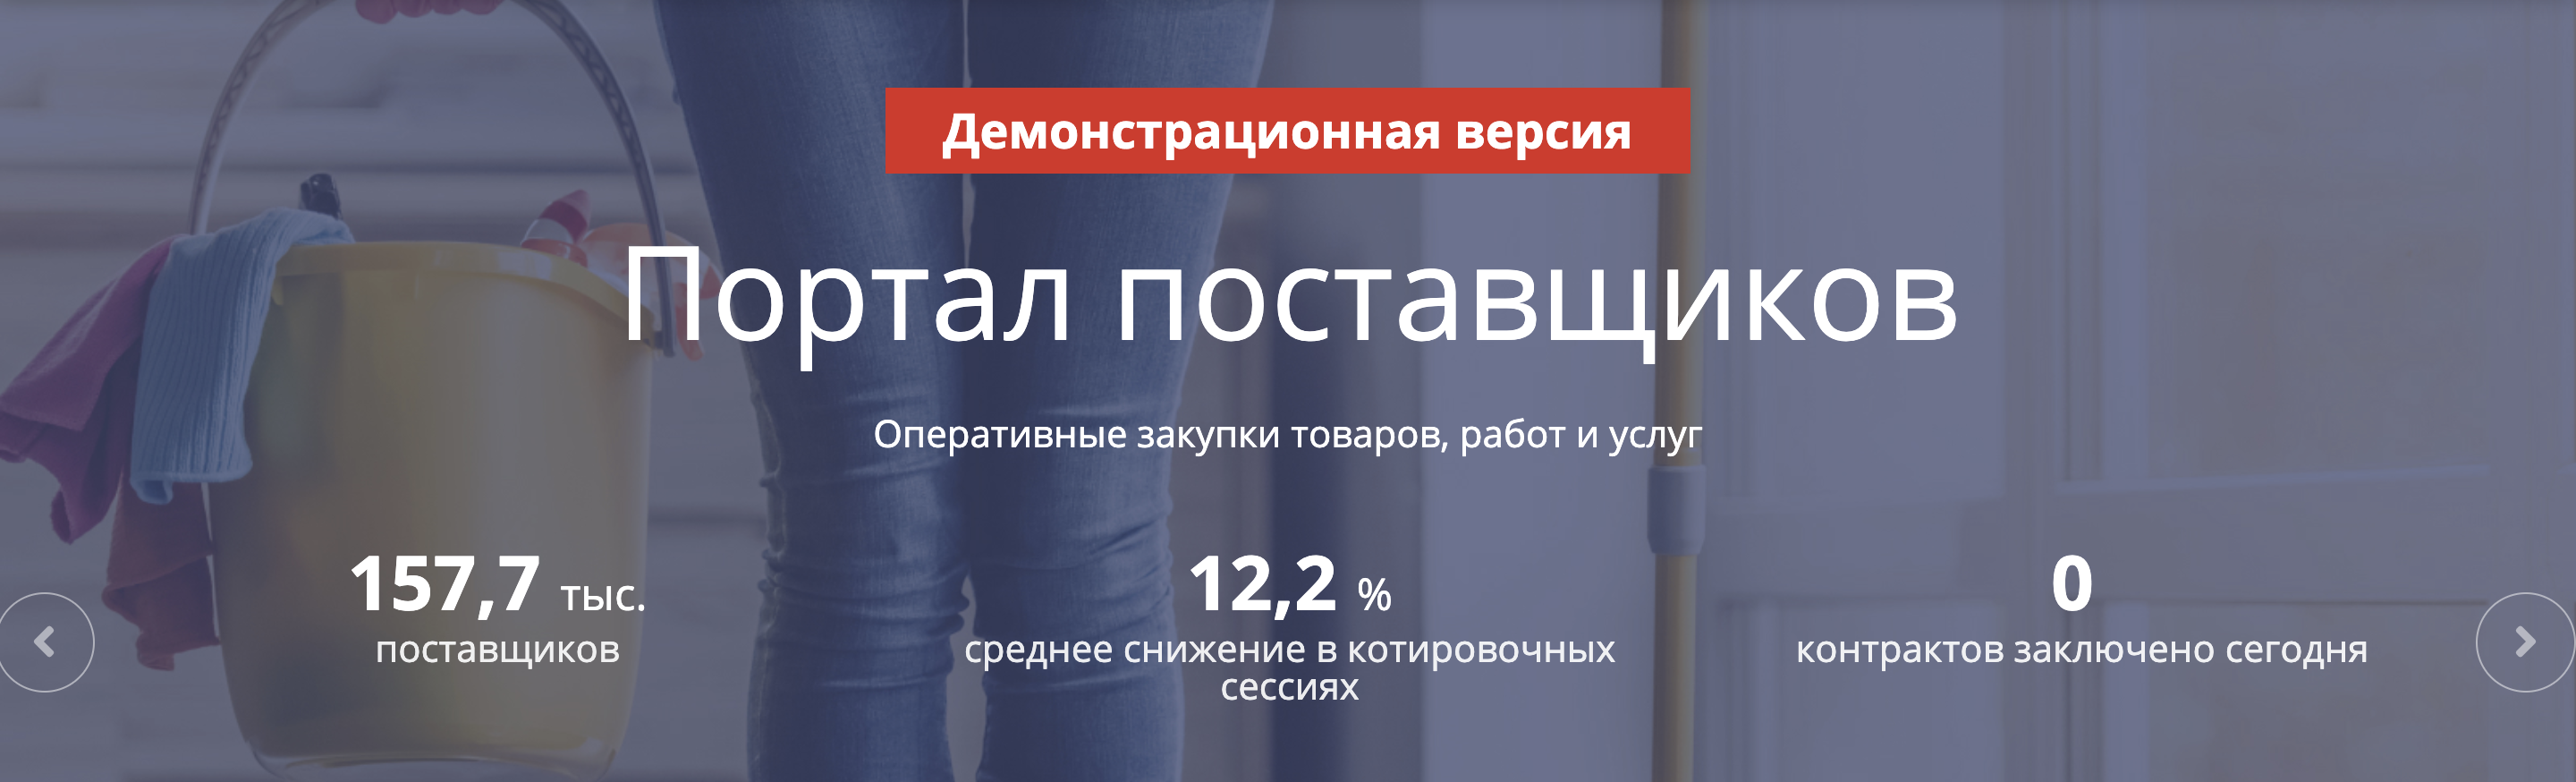 Демонстрационная версия
Портал поставщиков
Оперативные закупки товаров, работ и услуг
157,7 тыс.
поставщиков
12,2 %
среднее снижение в котировочных
сессиях
0
контрактов заключено сегодня